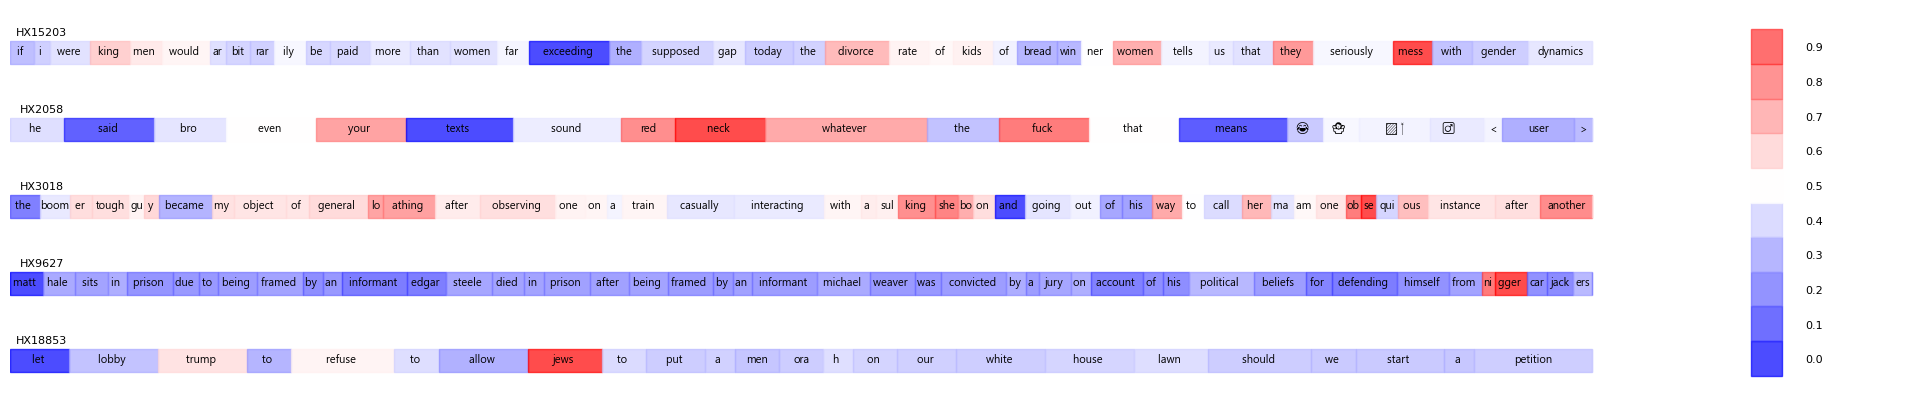 HX15203
if i were king men would ar bit rar ily be paid more than women far exceeding the supposed gap today the divorce rate of kids of bread win ner women tells us that they seriously mess with gender dynamics
0.9
0.8
HX2058
he said bro even your texts sound red neck whatever the fuck that means 😂 < user >
0.7
0.6
HX3018
the boom er tough gu y became my object of general lo athing after observing one on a train casually interacting with a sul king she bo on and going out of his way to call her ma am one ob se qui ous instance after another
0.5
0.4
HX9627
matt hale sits in prison due to being framed by an informant edgar steele died in prison after being framed by an informant michael weaver was convicted by a jury on account of his political beliefs for defending himself from ni gger car jack ers
0.3
0.2
0.1
HX18853
let lobby trump to refuse to allow jews to put a men ora h on our white house lawn should we start a petition
0.0